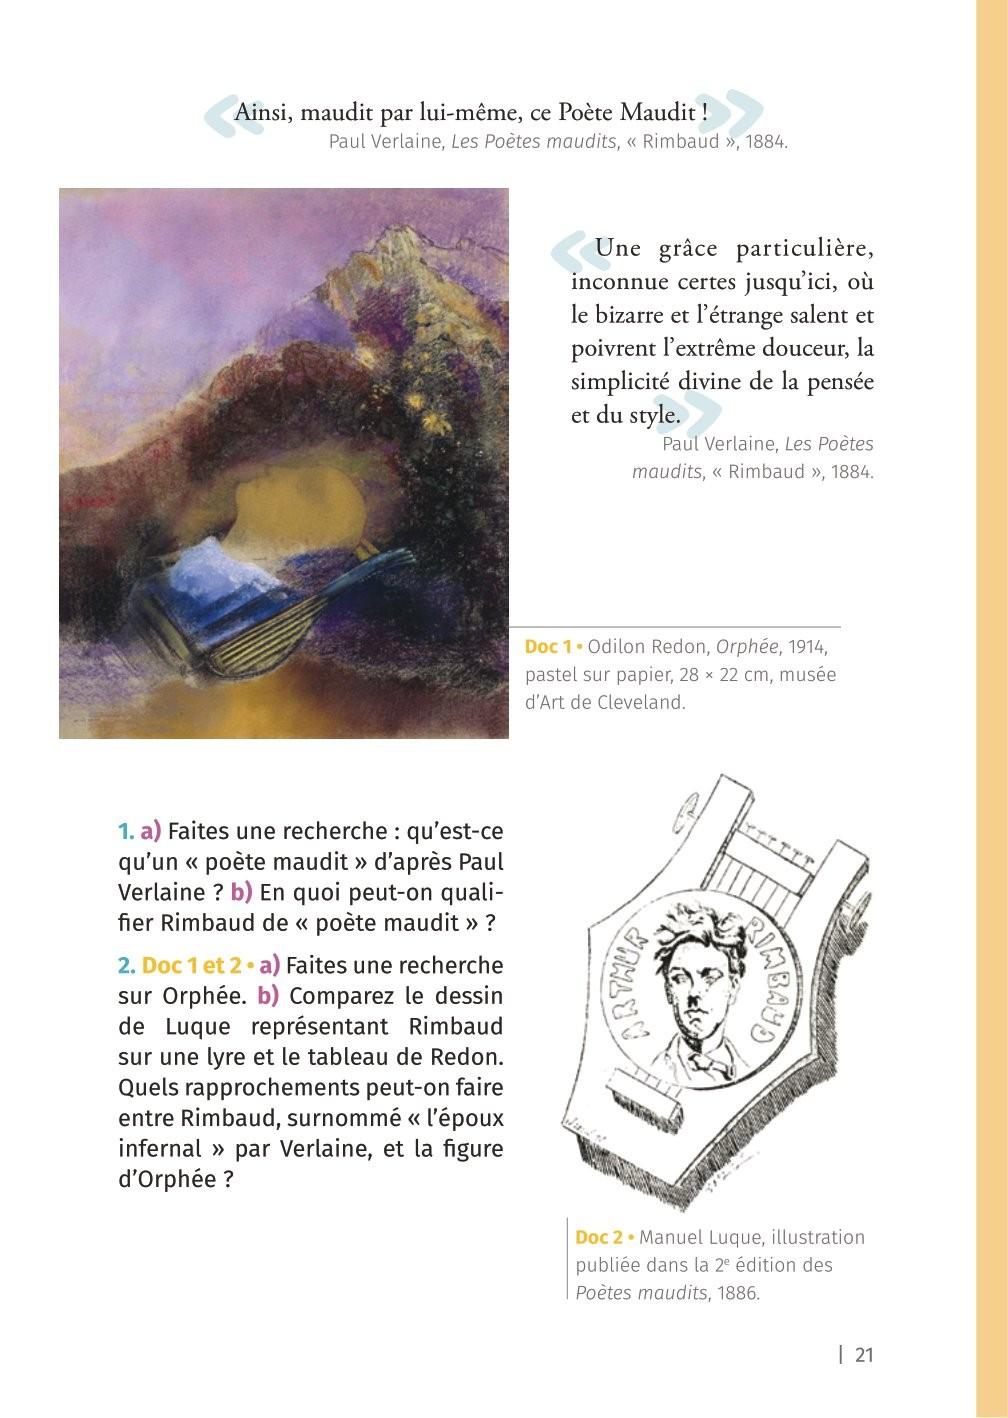 « Ainsi, maudit par lui-même, ce Poète Maudit ! »
Paul Verlaine, Les Poètes maudits, « Rimbaud », 1884.
« Une grâce particulière,
inconnue certes jusqu'ici, où
le bizarre et l'étrange salent et
poivrent l'extrême douceur, la
simplicité divine de la pensée
et du style. »
Paul Verlaine, Les Poètes
maudits, « Rimbaud », 1884.
Doc 1 • Odilon Redon, Orphée, 1914,
pastel sur papier, 28 × 22 cm, musée
d'Art de Cleveland.
1. a) Faites une recherche : qu'est-ce
qu'un « poète maudit » d'après Paul
Verlaine ? b) En quoi peut-on quali-
fier Rimbaud de « poète maudit » ?
2. Doc 1 et 2 • a) Faites une recherche
sur Orphée. b) Comparez le dessin
de Luque représentant Rimbaud
sur une lyre et le tableau de Redon.
Quels rapprochements peut-on faire
entre Rimbaud, surnommé « l'époux
infernal » par Verlaine, et la figure
d'Orphée ?
ARTHUR RIMBAUD
Doc 2 • Manuel Luque, illustration
publiée dans la 2e édition des
Poètes maudits, 1886.
| 21